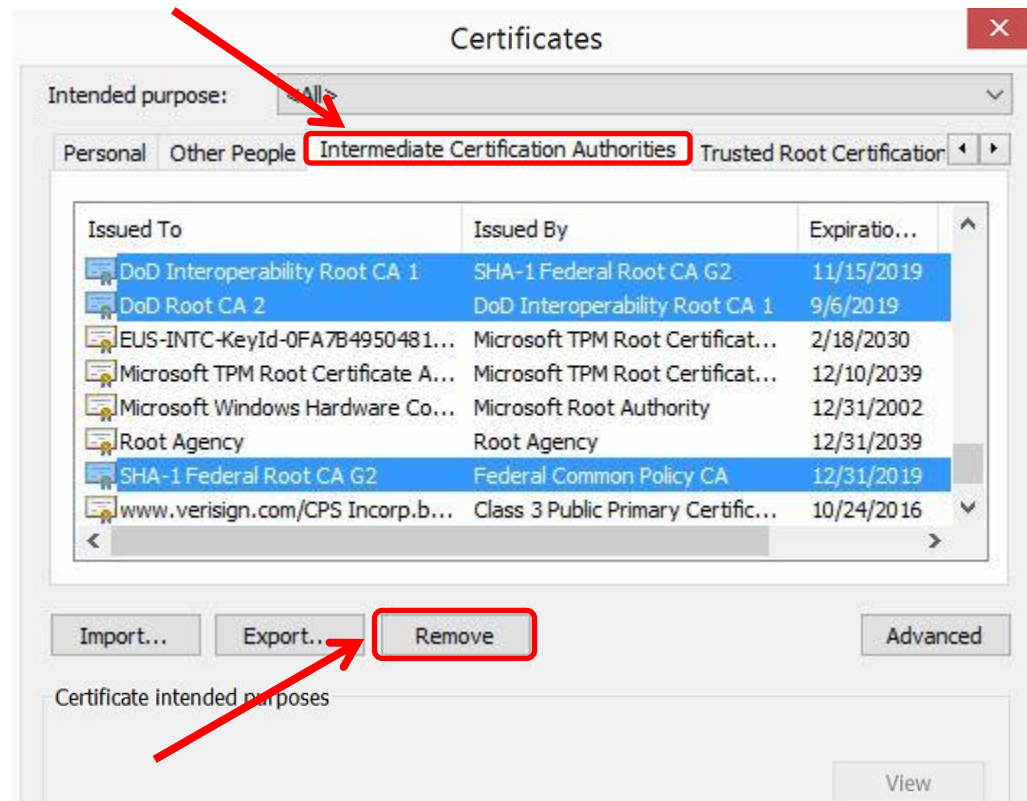 Certificates
Intended purpose: <All>
Personal Other People Intermediate Certification Authorities Trusted Root Certification
Issued To Issued By Expiratio...
DoD Interoperability Root CA 1 SHA-1 Federal Root CA G2 11/15/2019
DoD Root CA 2 DoD Interoperability Root CA 1 9/6/2019
EUS-INTC-KeyId-0FA7B4950481... Microsoft TPM Root Certificat... 2/18/2030
Microsoft TPM Root Certificate A... Microsoft TPM Root Certificat... 12/10/2039
Microsoft Windows Hardware Co... Microsoft Root Authority 12/31/2002
Root Agency Root Agency 12/31/2039
SHA-1 Federal Root CA G2 Federal Common Policy CA 12/31/2019
www.verisign.com/CPS Incorp.b... Class 3 Public Primary Certific... 10/24/2016
Import... Export... Remove Advanced
Certificate intended purposes
View